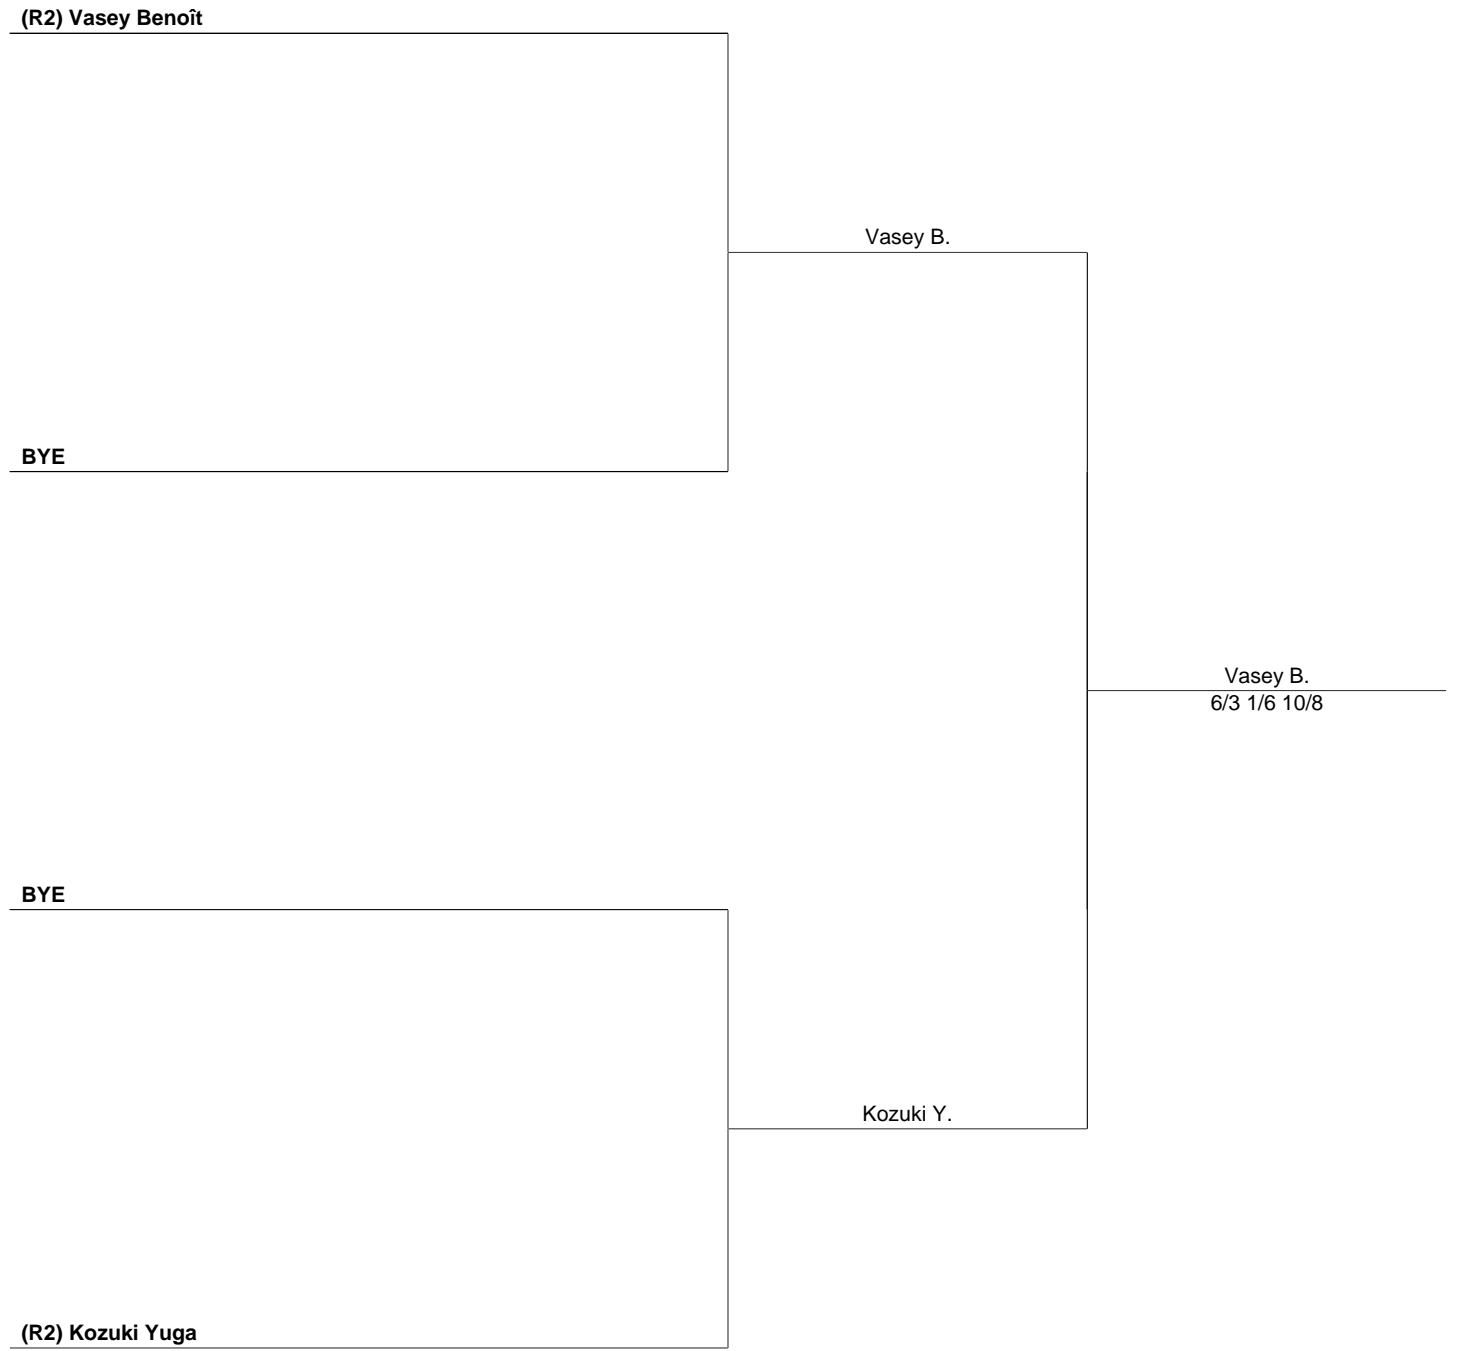 (R2) Vasey Benoît
Vasey B.
BYE
Vasey B.
6/3 1/6 10/8
BYE
Kozuki Y.
(R2) Kozuki Yuga